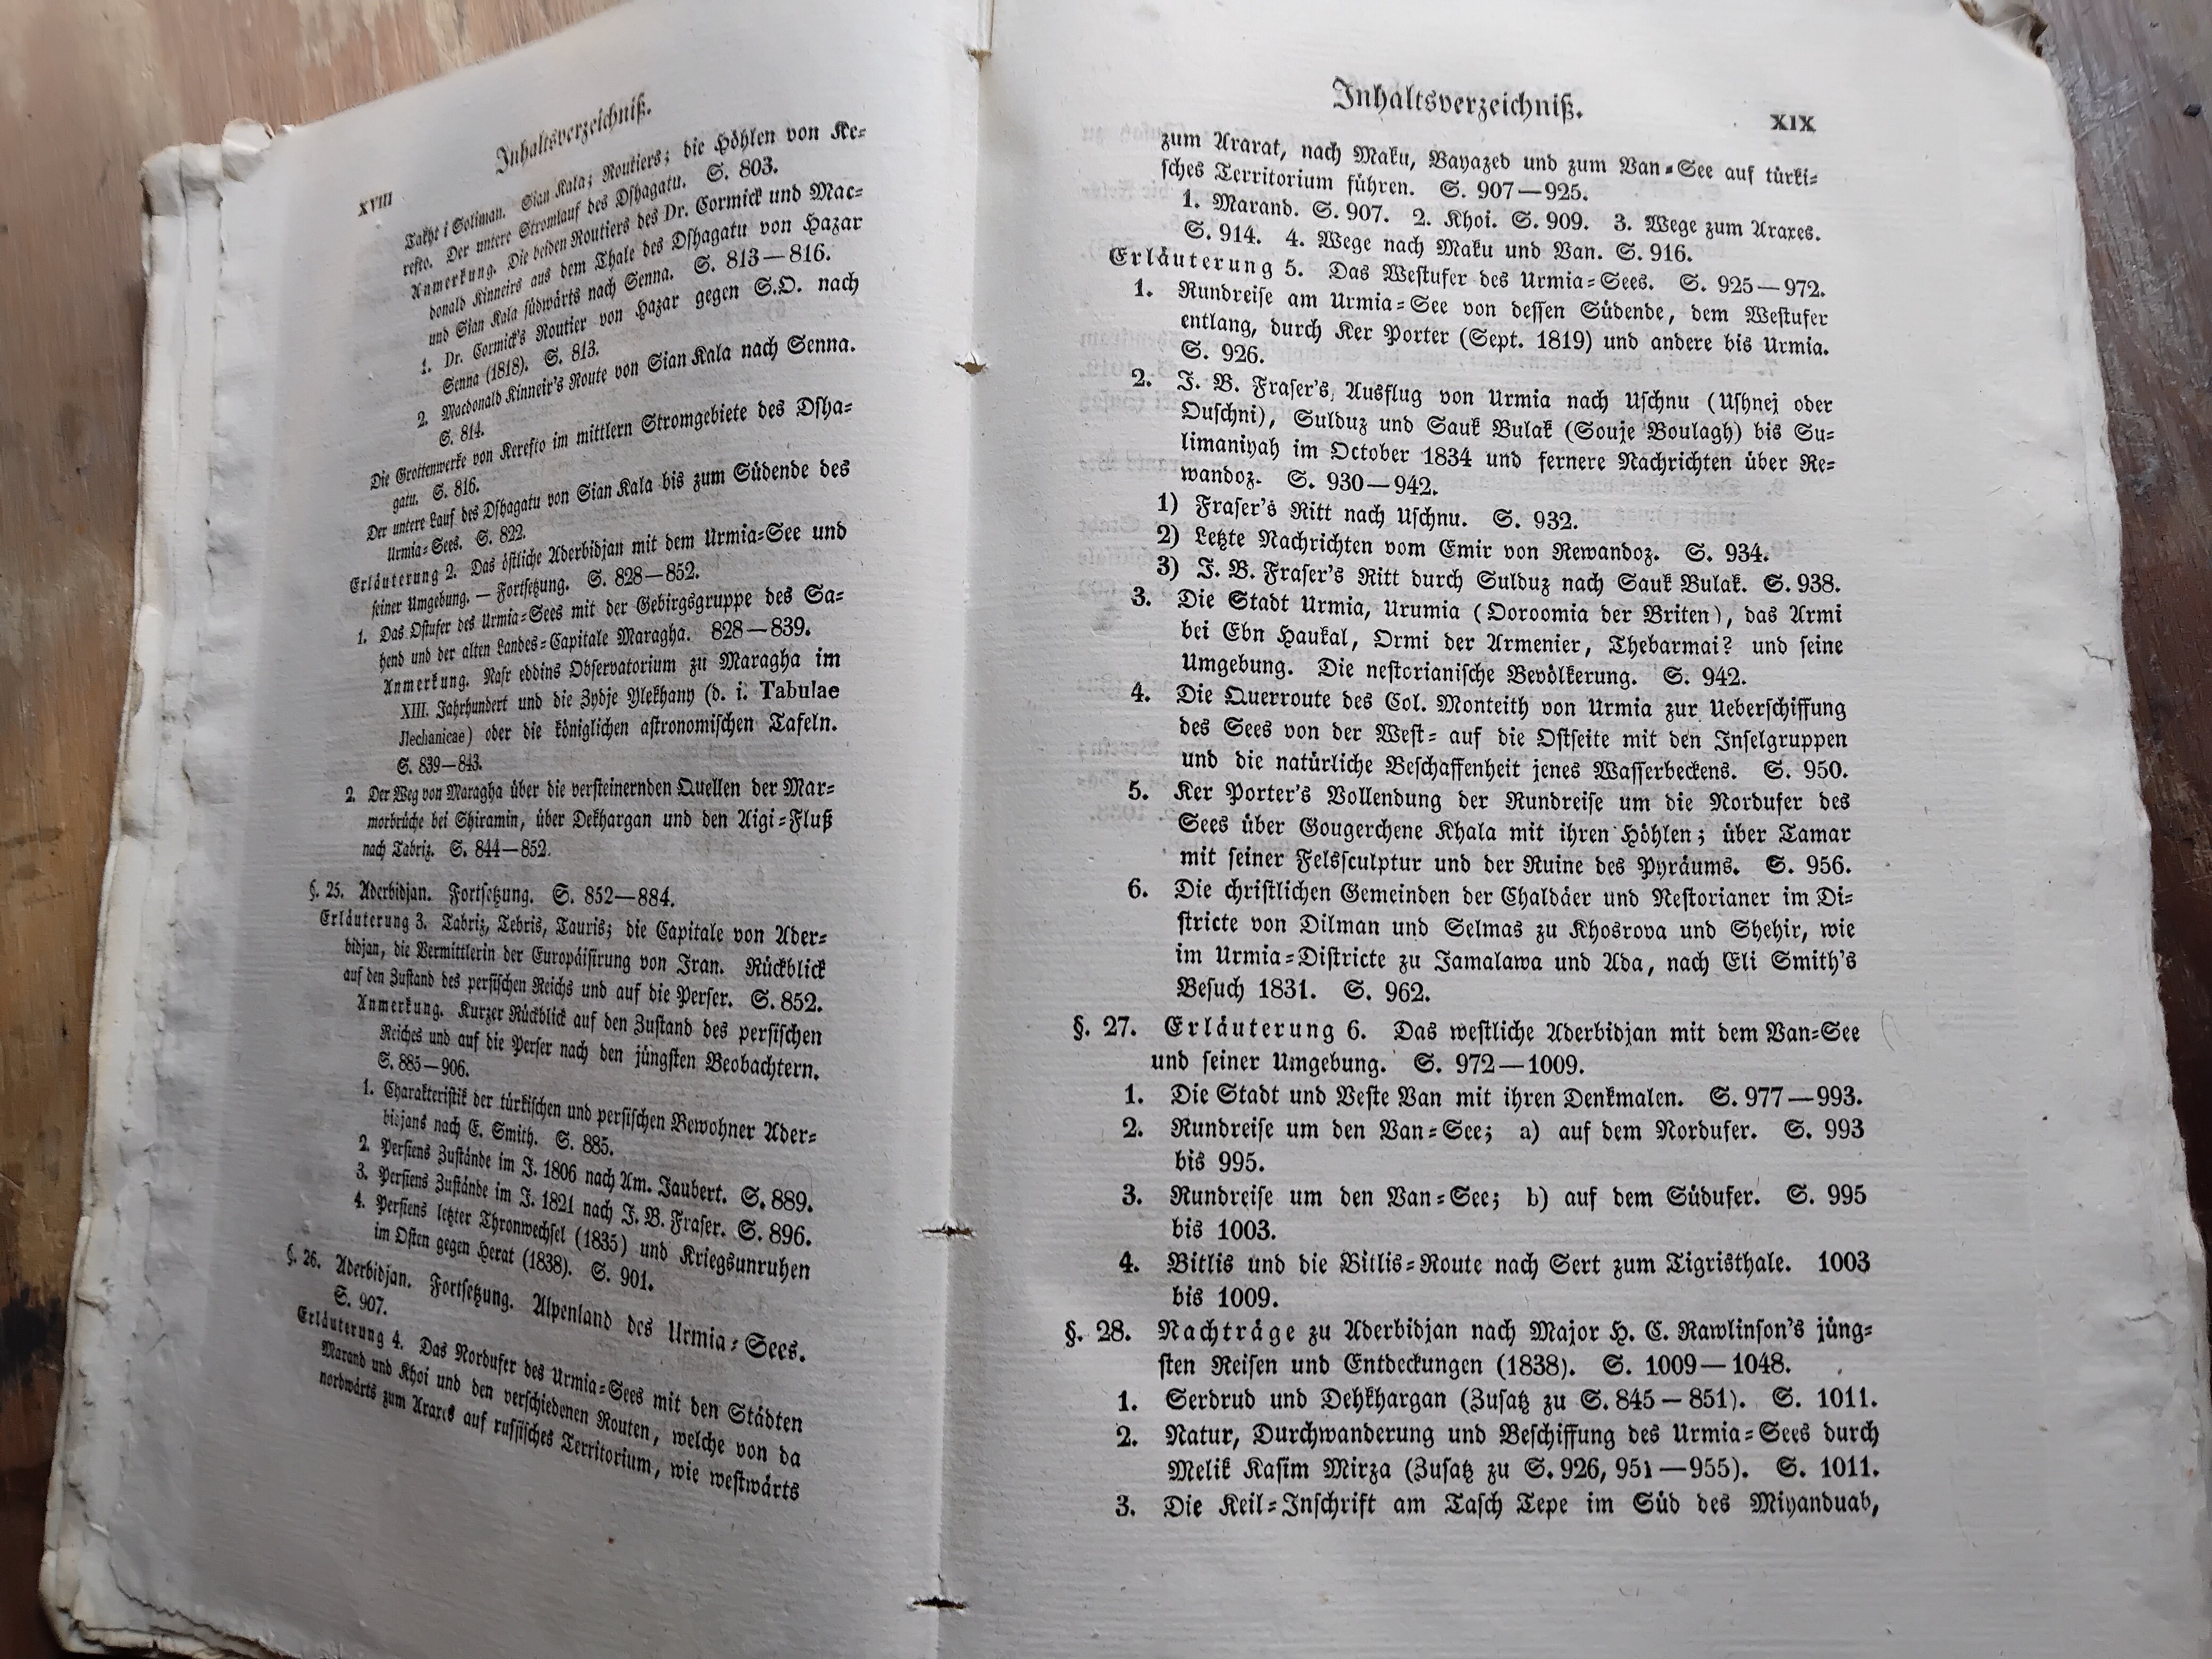 XVIII
Inhaltsverzeichniß.
Takht i Soliman. Sian Kala; Routiers; die Höhlen von Ke-
refto. Der untere Stromlauf des Dshagatu. S. 803.
Anmerkung. Die beiden Routiers des Dr. Cormick und Mac-
donald Kinneirs aus dem Thale des Dshagatu von Hazar
und Sian Kala südwärts nach Senna. S. 813—816.
1. Dr. Cormick's Routier von Hazar gegen S.O. nach
Senna (1818). S. 813.
2. Macdonald Kinneir's Route von Sian Kala nach Senna.
S. 814.
Die Grottenwerke von Kerefto im mittlern Stromgebiete des Dsha-
gatu. S. 816.
Der untere Lauf des Dshagatu von Sian Kala bis zum Südende des
Urmia-Sees. S. 822.
Erläuterung 2. Das östliche Aderbidjan mit dem Urmia-See und
seiner Umgebung. — Fortsetzung. S. 828—852.
1. Das Ostufer des Urmia-Sees mit der Gebirgsgruppe des Sa-
hend und der alten Landes-Capitale Maragha. 828—839.
Anmerkung. Nasr eddins Observatorium zu Maragha im
XIII. Jahrhundert und die Zydje Ylekhany (d. i. Tabulae
Ilechanicae) oder die königlichen astronomischen Tafeln.
S. 839—843.
2. Der Weg von Maragha über die versteinernden Quellen der Mar-
morbrüche bei Shiramin, über Dekhargan und den Aigi-Fluß
nach Tabriz. S. 844—852.
§. 25. Aderbidjan. Fortsetzung. S. 852—884.
Erläuterung 3. Tabriz, Tebris, Tauris; die Capitale von Ader-
bidjan, die Vermittlerin der Europäisirung von Iran. Rückblick
auf den Zustand des persischen Reichs und auf die Perser. S. 852.
Anmerkung. Kurzer Rückblick auf den Zustand des persischen
Reiches und auf die Perser nach den jüngsten Beobachtern.
S. 885—906.
1. Charakteristik der türkischen und persischen Bewohner Ader-
bidjans nach E. Smith. S. 885.
2. Persiens Zustände im J. 1806 nach Am. Jaubert. S. 889.
3. Persiens Zustände im J. 1821 nach J. B. Fraser. S. 896.
4. Persiens letzter Thronwechsel (1835) und Kriegsunruhen
im Osten gegen Herat (1838). S. 901.
§. 26. Aderbidjan. Fortsetzung. Alpenland des Urmia-Sees.
S. 907.
Erläuterung 4. Das Nordufer des Urmia-Sees mit den Städten
Marand und Khoi und den verschiedenen Routen, welche von da
nordwärts zum Araxes auf russisches Territorium, wie westwärts
Inhaltsverzeichniß.
XIX
zum Ararat, nach Maku, Bayazed und zum Van-See auf türki-
sches Territorium führen. S. 907—925.
1. Marand. S. 907. 2. Khoi. S. 909. 3. Wege zum Araxes.
S. 914. 4. Wege nach Maku und Van. S. 916.
Erläuterung 5. Das Westufer des Urmia-Sees. S. 925—972.
1. Rundreise am Urmia-See von dessen Südende, dem Westufer
entlang, durch Ker Porter (Sept. 1819) und andere bis Urmia.
S. 926.
2. J. B. Fraser's, Ausflug von Urmia nach Uschnu (Ushnej oder
Ouschni), Sulduz und Sauk Bulak (Souje Boulagh) bis Su-
limaniyah im October 1834 und fernere Nachrichten über Re-
wandoz. S. 930—942.
1) Fraser's Ritt nach Uschnu. S. 932.
2) Letzte Nachrichten vom Emir von Rewandoz. S. 934.
3) J. B. Fraser's Ritt durch Sulduz nach Sauk Bulak. S. 938.
3. Die Stadt Urmia, Urumia (Ooroomia der Briten), das Armi
bei Ebn Haukal, Ormi der Armenier, Thebarmai? und seine
Umgebung. Die nestorianische Bevölkerung. S. 942.
4. Die Querroute des Col. Monteith von Urmia zur Ueberschiffung
des Sees von der West- auf die Ostseite mit den Inselgruppen
und die natürliche Beschaffenheit jenes Wasserbeckens. S. 950.
5. Ker Porter's Vollendung der Rundreise um die Nordufer des
Sees über Gougerchene Khala mit ihren Höhlen; über Tamar
mit seiner Felssculptur und der Ruine des Pyräums. S. 956.
6. Die christlichen Gemeinden der Chaldäer und Nestorianer im Di-
stricte von Dilman und Selmas zu Khosrova und Shehir, wie
im Urmia-Districte zu Jamalawa und Ada, nach Eli Smith's
Besuch 1831. S. 962.
§. 27. Erläuterung 6. Das westliche Aderbidjan mit dem Van-See
und seiner Umgebung. S. 972—1009.
1. Die Stadt und Veste Van mit ihren Denkmalen. S. 977—993.
2. Rundreise um den Van-See; a) auf dem Nordufer. S. 993
bis 995.
3. Rundreise um den Van-See; b) auf dem Südufer. S. 995
bis 1003.
4. Bitlis und die Bitlis-Route nach Sert zum Tigristhale. 1003
bis 1009.
§. 28. Nachträge zu Aderbidjan nach Major H. C. Rawlinson's jüng-
sten Reisen und Entdeckungen (1838). S. 1009—1048.
1. Serdrud und Dehkhargan (Zusatz zu S. 845—851). S. 1011.
2. Natur, Durchwanderung und Beschiffung des Urmia-Sees durch
Melik Kasim Mirza (Zusatz zu S. 926, 951—955). S. 1011.
3. Die Keil-Inschrift am Tasch Tepe im Süd des Miyanduab,